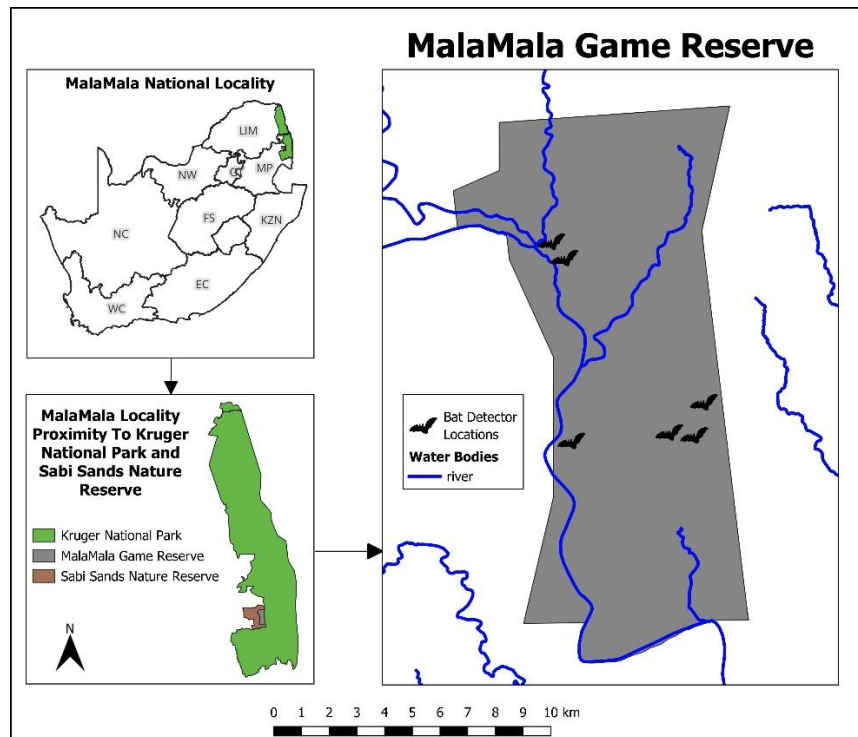 MalaMala Game Reserve
MalaMala National Locality
LIM
NW
MP
FS
KZN
NC
EC
WC
MalaMala Locality
Proximity To Kruger
National Park and
Sabi Sands Nature
Reserve
Kruger National Park
MalaMala Game Reserve
Sabi Sands Nature Reserve
N
Bat Detector
Locations
Water Bodies
river
0 1 2 3 4 5 6 7 8 9 10 km